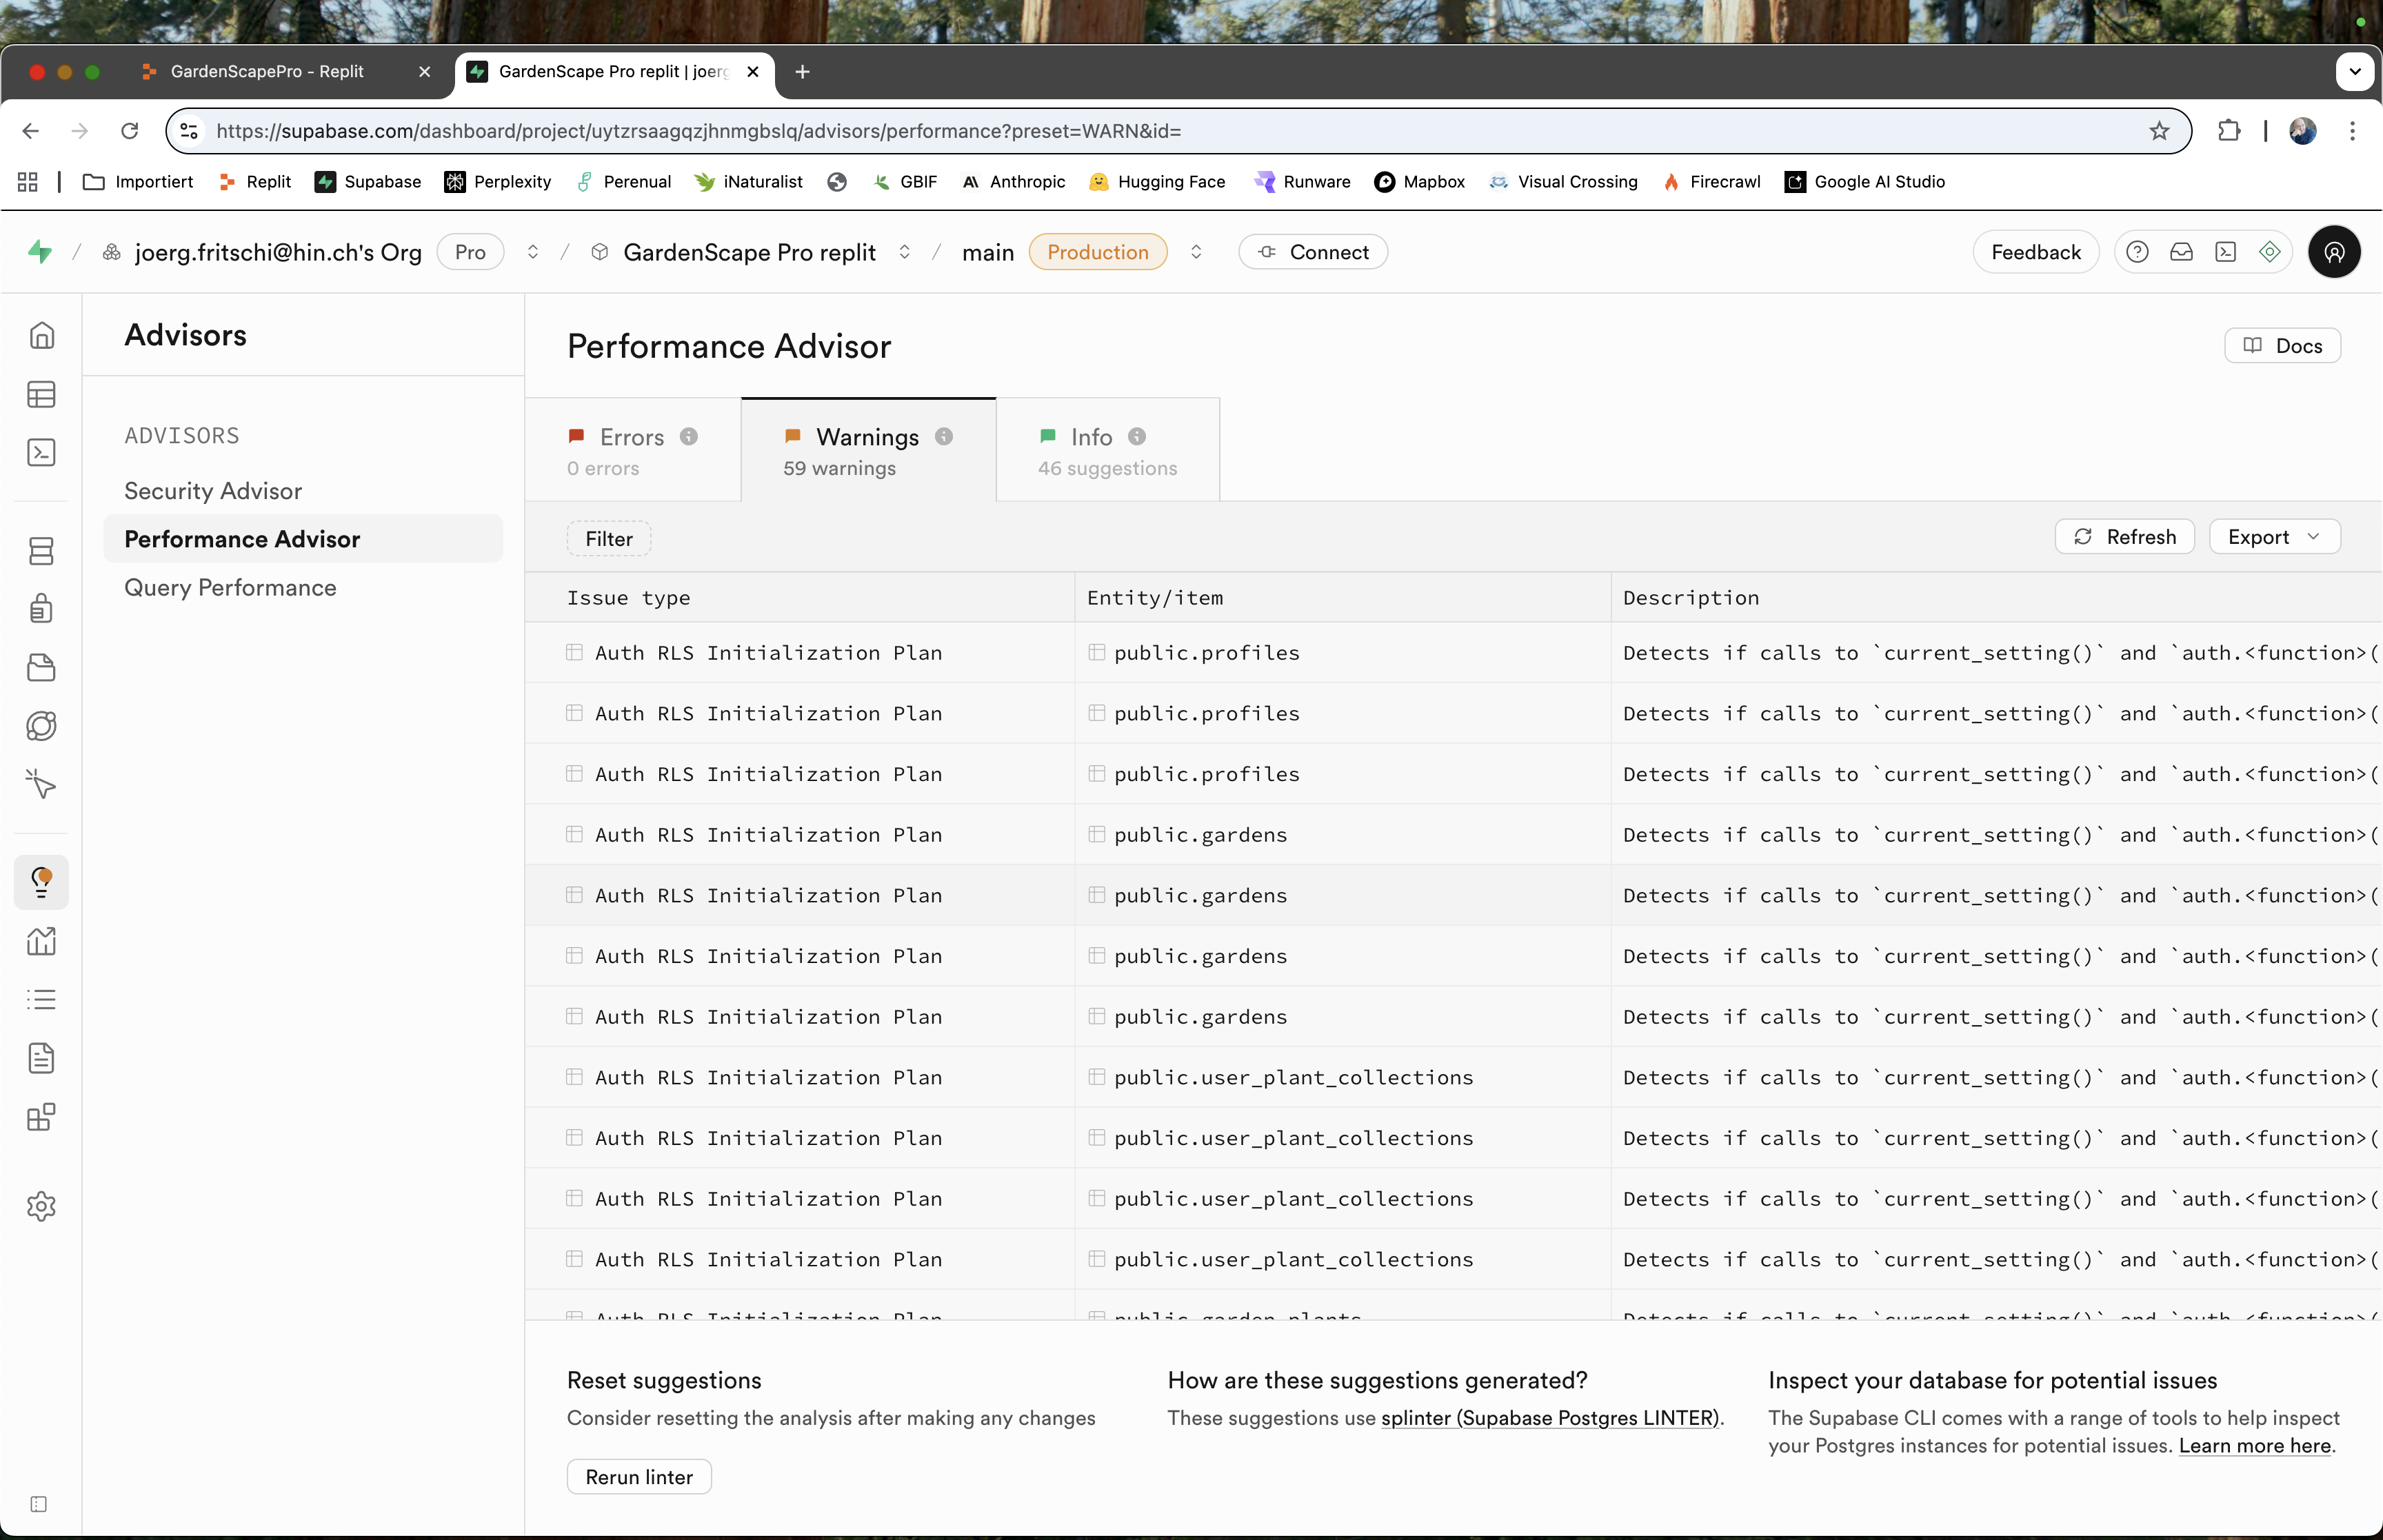 GardenScapePro - Replit
GardenScape Pro replit | joerg
https://supabase.com/dashboard/project/uytzrsaagqzjhnmgbslq/advisors/performance?preset=WARN&id=
Importiert Replit Supabase Perplexity Perenual iNaturalist GBIF Anthropic Hugging Face Runware Mapbox Visual Crossing Firecrawl Google AI Studio
/ joerg.fritschi@hin.ch's Org Pro / GardenScape Pro replit / main Production Connect Feedback
Advisors
ADVISORS
Security Advisor
Performance Advisor
Query Performance
Performance Advisor
Docs
Errors
0 errors
Warnings
59 warnings
Info
46 suggestions
Filter
Refresh
Export
Issue type Entity/item Description
Auth RLS Initialization Plan public.profiles Detects if calls to `current_setting()` and `auth.<function>(
Auth RLS Initialization Plan public.profiles Detects if calls to `current_setting()` and `auth.<function>(
Auth RLS Initialization Plan public.profiles Detects if calls to `current_setting()` and `auth.<function>(
Auth RLS Initialization Plan public.gardens Detects if calls to `current_setting()` and `auth.<function>(
Auth RLS Initialization Plan public.gardens Detects if calls to `current_setting()` and `auth.<function>(
Auth RLS Initialization Plan public.gardens Detects if calls to `current_setting()` and `auth.<function>(
Auth RLS Initialization Plan public.gardens Detects if calls to `current_setting()` and `auth.<function>(
Auth RLS Initialization Plan public.user_plant_collections Detects if calls to `current_setting()` and `auth.<function>(
Auth RLS Initialization Plan public.user_plant_collections Detects if calls to `current_setting()` and `auth.<function>(
Auth RLS Initialization Plan public.user_plant_collections Detects if calls to `current_setting()` and `auth.<function>(
Auth RLS Initialization Plan public.user_plant_collections Detects if calls to `current_setting()` and `auth.<function>(
Auth RLS Initialization Plan public.garden_plants Detects if calls to `current_setting()` and `auth.<function>(
Reset suggestions
Consider resetting the analysis after making any changes
Rerun linter
How are these suggestions generated?
These suggestions use splinter (Supabase Postgres LINTER).
Inspect your database for potential issues
The Supabase CLI comes with a range of tools to help inspect
your Postgres instances for potential issues. Learn more here.